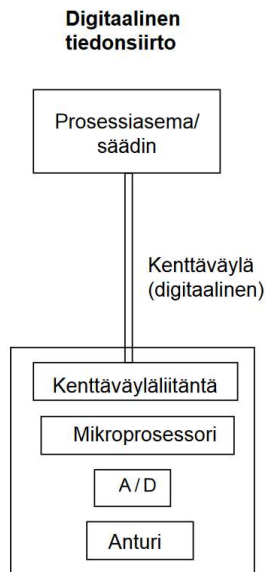 Digitaalinen
tiedonsiirto
Prosessiasema/
säädin
Kenttäväylä
(digitaalinen)
Kenttäväyläliitäntä
Mikroprosessori
A / D
Anturi